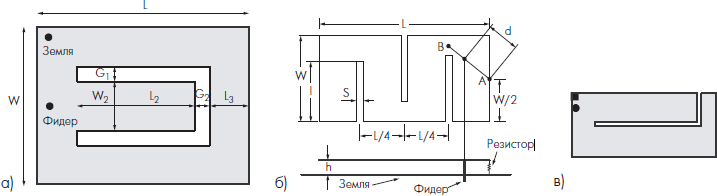 L
Земля
G1
W
W2
L2
G2
L3
Фидер
а)
L
d
B
A
W
l
S
W/2
L/4
L/4
Резистор
h
Земля
Фидер
б)
в)